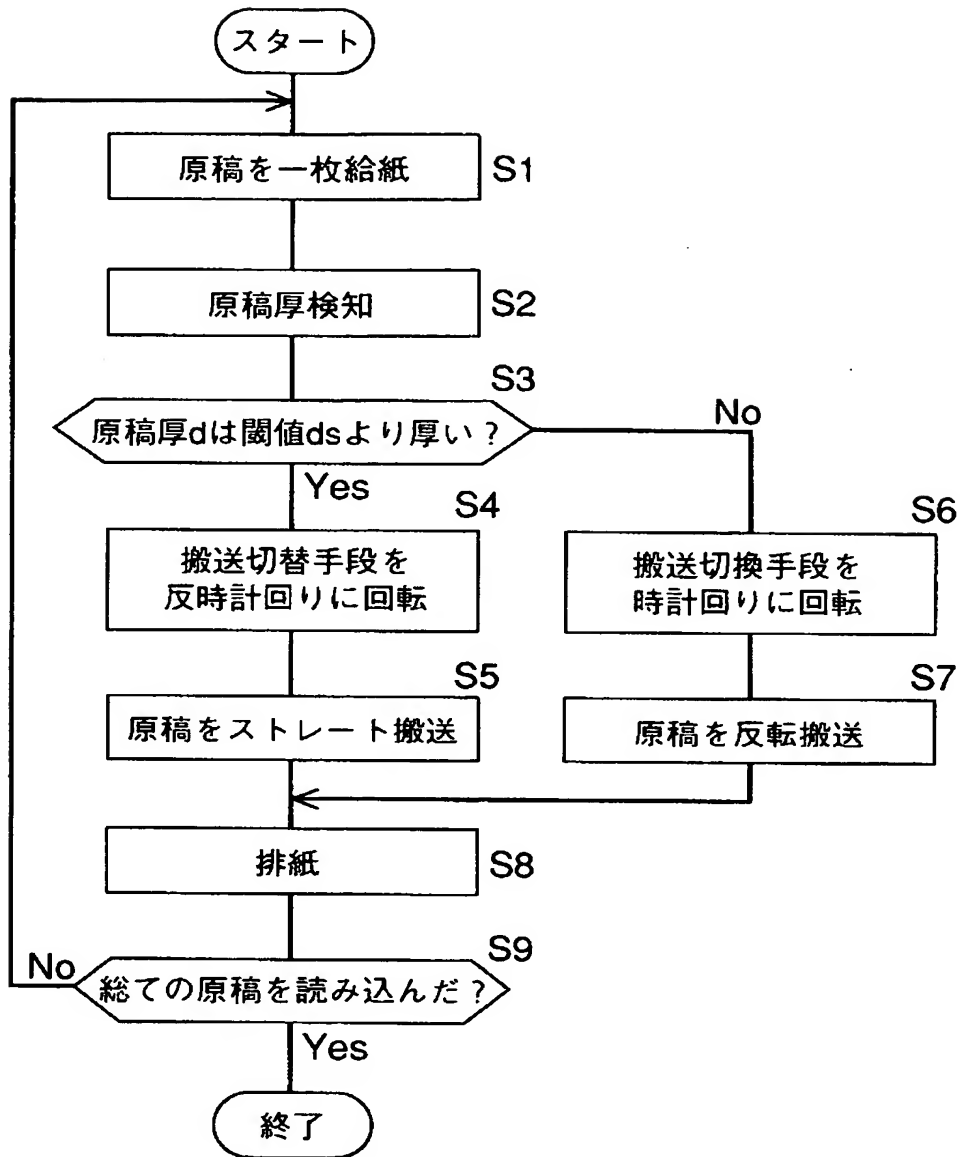 スタート
原稿を一枚給紙 S1
原稿厚検知 S2
S3
原稿厚dは閾値dsより厚い？
No
Yes
S4
搬送切替手段を
反時計回りに回転
S6
搬送切換手段を
時計回りに回転
S5
原稿をストレート搬送
S7
原稿を反転搬送
排紙 S8
S9
総ての原稿を読み込んだ？
No
Yes
終了